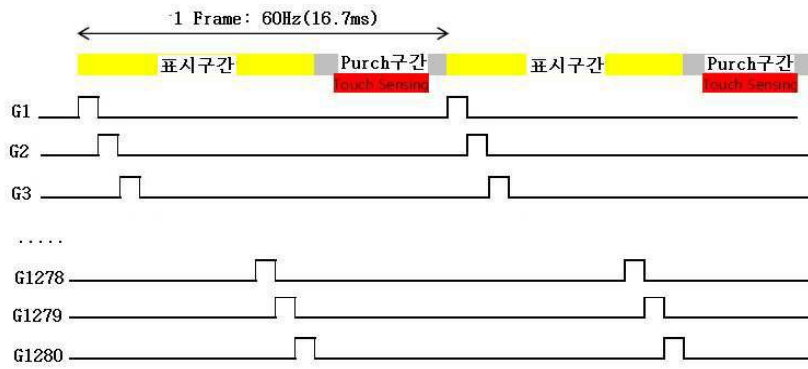 1 Frame: 60Hz(16.7ms)
표시구간 Purch구간 표시구간 Purch구간
Touch Sensing Touch Sensing
G1
G2
G3
.....
G1278
G1279
G1280